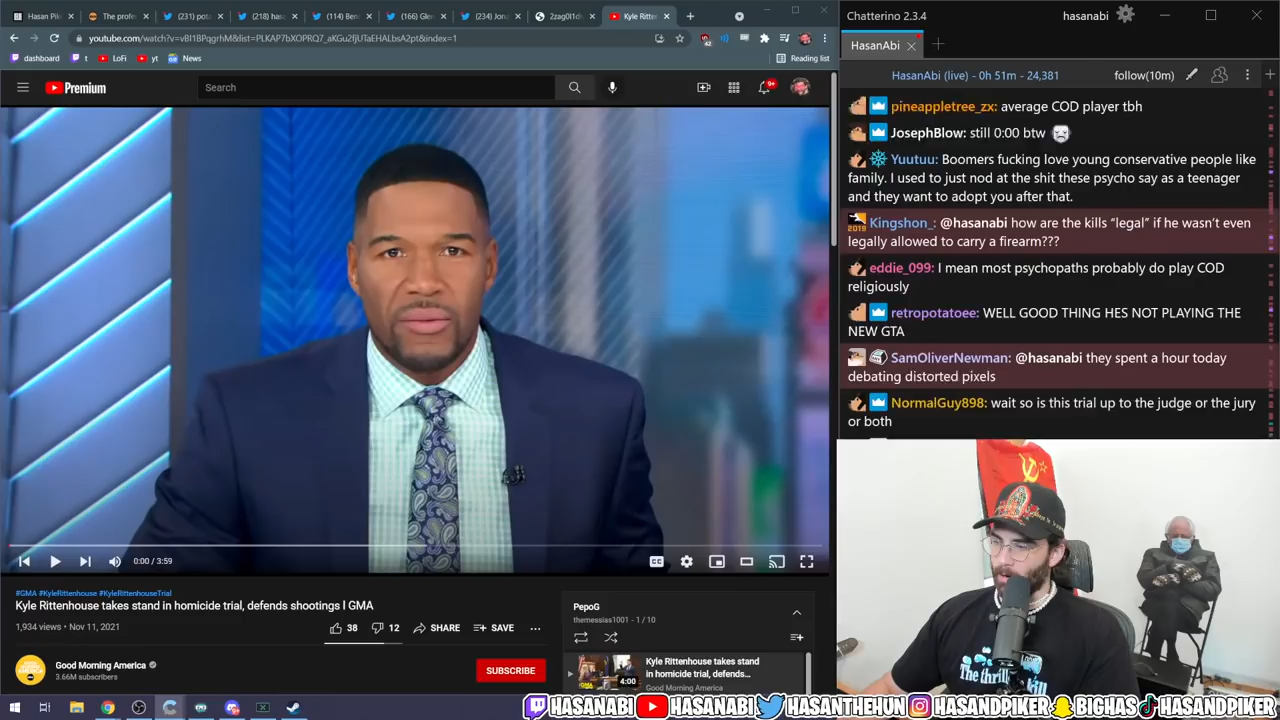 Hasan Pik
The profes
(231) pota
(218) hasa
(114) Ben
(166) Gle
(234) Jon
2zag0l1di
Kyle Ritten
youtube.com/watch?v=vBI1BPqgrhM&list=PLKAP7bXOPRQ7_aKGu2fjUTaEHALbsA2pt&index=1
dashboard
t
LoFi
yt
News
Reading list
Premium
Search
9+
0:00 / 3:59
CC
#GMA #KyleRittenhouse #KyleRittenhouseTrial
Kyle Rittenhouse takes stand in homicide trial, defends shootings l GMA
1,934 views • Nov 11, 2021
38
12
SHARE
SAVE
Good Morning America
3.66M subscribers
SUBSCRIBE
PepoG
themessias1001 - 1 / 10
4:00
Kyle Rittenhouse takes stand
in homicide trial, defends...
Good Morning America
Chatterino 2.3.4
hasanabi
HasanAbi
HasanAbi (live) - 0h 51m - 24,381
follow(10m)
pineappletree_zx: average COD player tbh
JosephBlow: still 0:00 btw
Yuutuu: Boomers fucking love young conservative people like
family. I used to just nod at the shit these psycho say as a teenager
and they want to adopt you after that.
2019
Kingshon_: @hasanabi how are the kills “legal” if he wasn’t even
legally allowed to carry a firearm???
eddie_099: I mean most psychopaths probably do play COD
religiously
retropotatoee: WELL GOOD THING HES NOT PLAYING THE
NEW GTA
SamOliverNewman: @hasanabi they spent a hour today
debating distorted pixels
NormalGuy898: wait so is this trial up to the judge or the jury
or both
HASANABI
HASANABI
HASANTHEHUN
HASANDPIKER
BIGHAS
HASANDPIKER